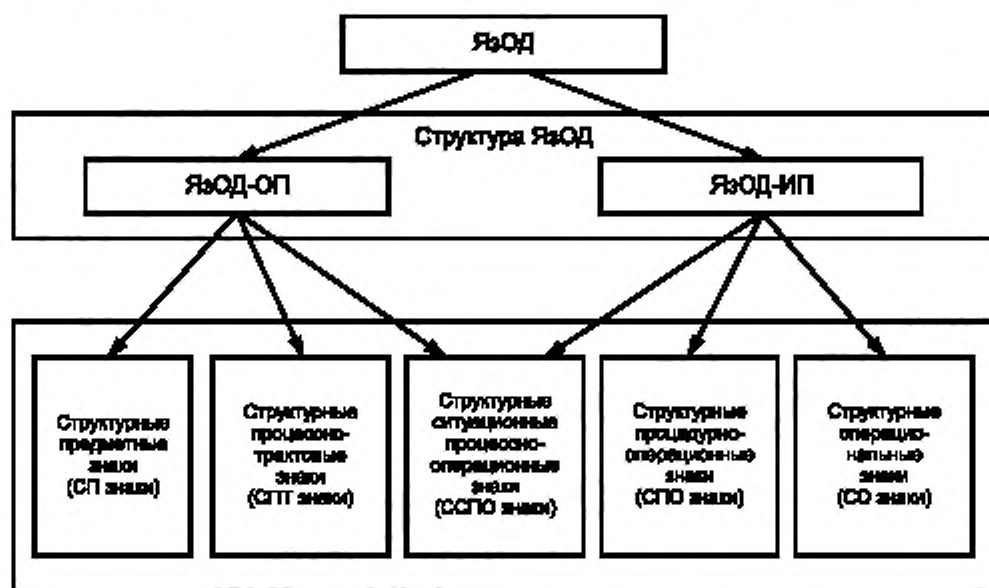 ЯзОД
Структура ЯзОД
ЯзОД-ОП
ЯзОД-ИП
Структурные
предметные
знаки
(СП знаки)
Структурные
процессно-
трактовые
знаки
(СПТ знаки)
Структурные
ситуационные
процессно-
операционные
знаки
(ССПО знаки)
Структурные
процедурно-
операционные
знаки
(СПО знаки)
Структурные
операцио-
нальные
знаки
(СО знаки)